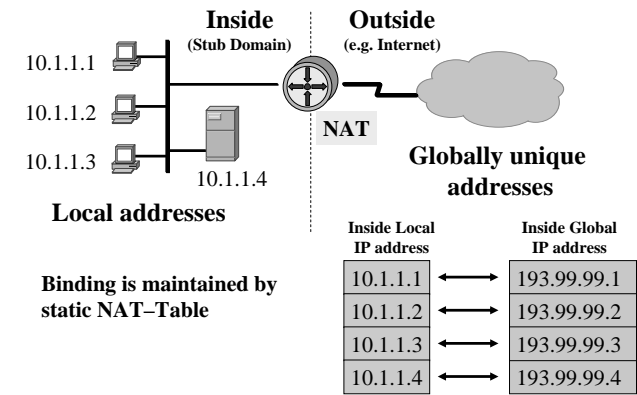 Inside
(Stub Domain)
Outside
(e.g. Internet)
10.1.1.1
10.1.1.2
10.1.1.3
10.1.1.4
NAT
Local addresses
Globally unique
addresses
Binding is maintained by
static NAT–Table
Inside Local
IP address
Inside Global
IP address
10.1.1.1 193.99.99.1
10.1.1.2 193.99.99.2
10.1.1.3 193.99.99.3
10.1.1.4 193.99.99.4